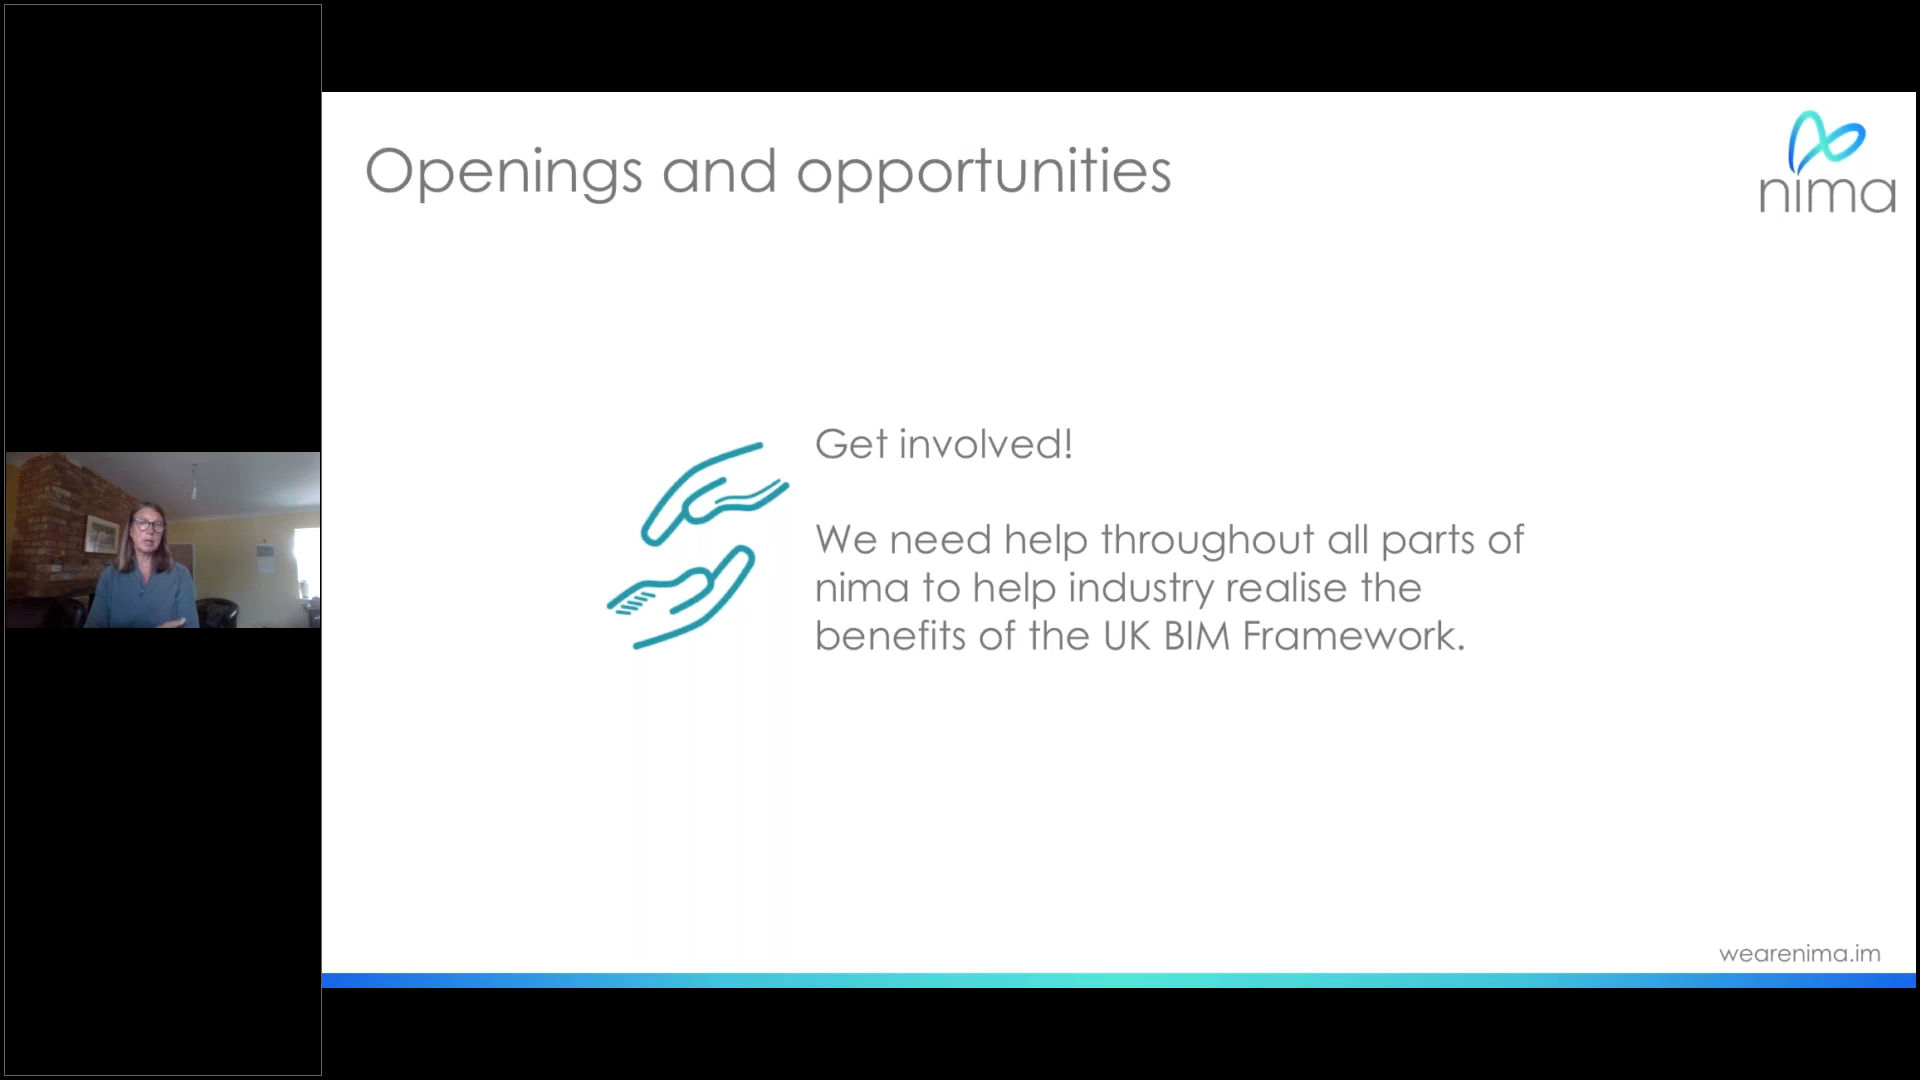 Openings and opportunities
nima
Get involved!
We need help throughout all parts of
nima to help industry realise the
benefits of the UK BIM Framework.
wearenima.im